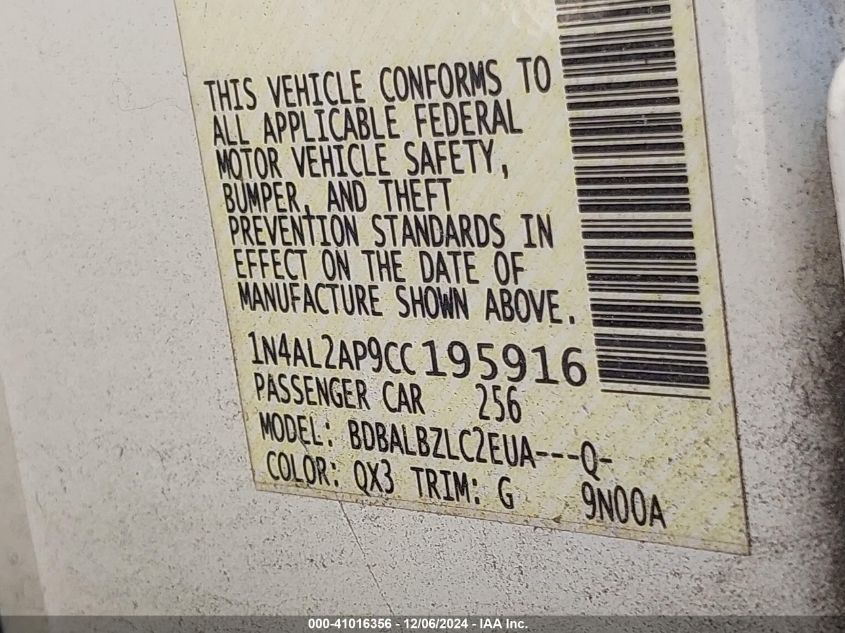 THIS VEHICLE CONFORMS TO
ALL APPLICABLE FEDERAL
MOTOR VEHICLE SAFETY,
BUMPER, AND THEFT
PREVENTION STANDARDS IN
EFFECT ON THE DATE OF
MANUFACTURE SHOWN ABOVE.
1N4AL2AP9CC195916
PASSENGER CAR 256
MODEL: BDBALBZLC2EUA---Q-
COLOR: QX3 TRIM: G 9N00A
000-41016356 - 12/06/2024 - IAA Inc.